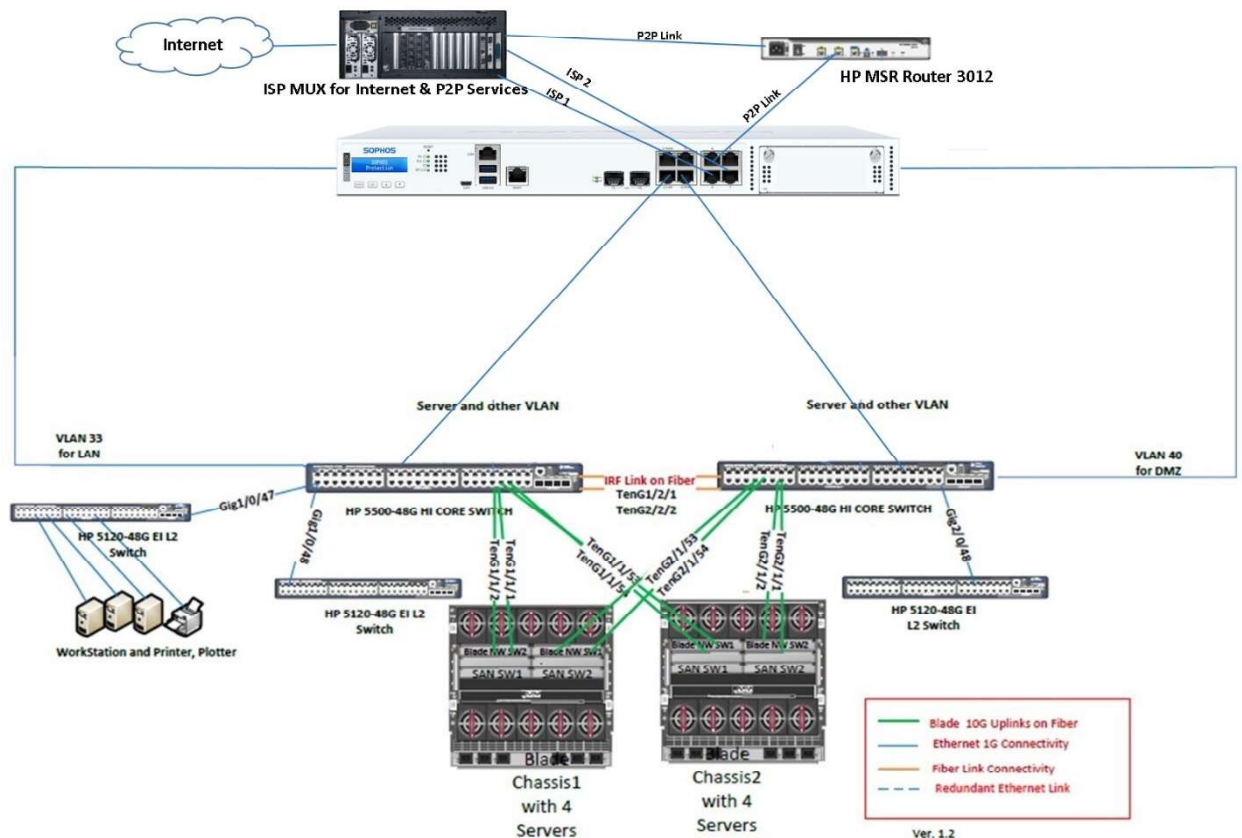 Internet
ISP MUX for Internet & P2P Services
P2P Link
HP MSR Router 3012
ISP 2
ISP 1
P2P Link
SOPHOS
SOPHOS
Protection
Server and other VLAN
Server and other VLAN
VLAN 33
for LAN
VLAN 40
for DMZ
IRF Link on Fiber
TenG1/2/1
TenG2/2/2
Gig1/0/47
HP 5500-48G HI CORE SWITCH
HP 5500-48G HI CORE SWITCH
HP 5120-48G EI L2
Switch
Gig1/0/48
TenG1/1/2
TenG1/1/1
TenG1/1/53
TenG1/1/54
TenG2/1/53
TenG2/1/54
TenG2/1/2
TenG2/1/1
Gig2/0/48
HP 5120-48G EI L2
Switch
HP 5120-48G EI
L2 Switch
WorkStation and Printer, Plotter
Blade NW SW2
Blade NW SW1
SAN SW1
SAN SW2
Blade NW SW1
Blade NW SW2
SAN SW1
SAN SW2
Blade
Chassis1
with 4
Servers
Blade
Chassis2
with 4
Servers
Blade 10G Uplinks on Fiber
Ethernet 1G Connectivity
Fiber Link Connectivity
Redundant Ethernet Link
Ver. 1.2